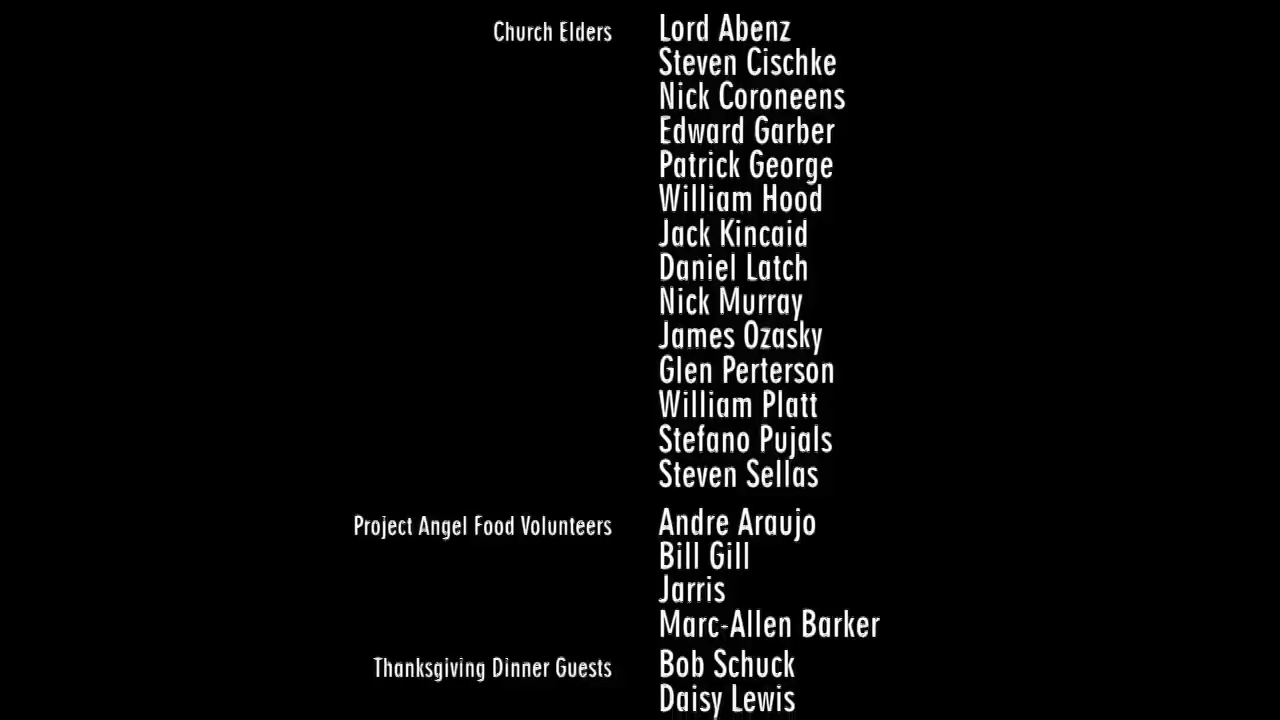 Church Elders Lord Abenz
Steven Cischke
Nick Coroneens
Edward Garber
Patrick George
William Hood
Jack Kincaid
Daniel Latch
Nick Murray
James Ozasky
Glen Perterson
William Platt
Stefano Pujals
Steven Sellas
Project Angel Food Volunteers Andre Araujo
Bill Gill
Jarris
Marc-Allen Barker
Thanksgiving Dinner Guests Bob Schuck
Daisy Lewis